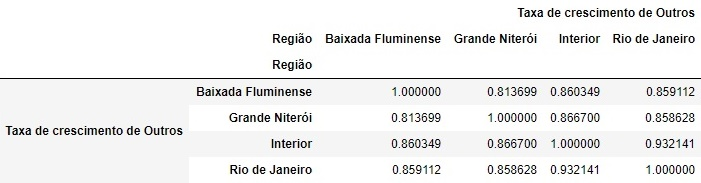 Taxa de crescimento de Outros
Região Baixada Fluminense Grande Niterói Interior Rio de Janeiro
Região
Baixada Fluminense 1.000000 0.813699 0.860349 0.859112
Grande Niterói 0.813699 1.000000 0.866700 0.858628
Taxa de crescimento de Outros
Interior 0.860349 0.866700 1.000000 0.932141
Rio de Janeiro 0.859112 0.858628 0.932141 1.000000